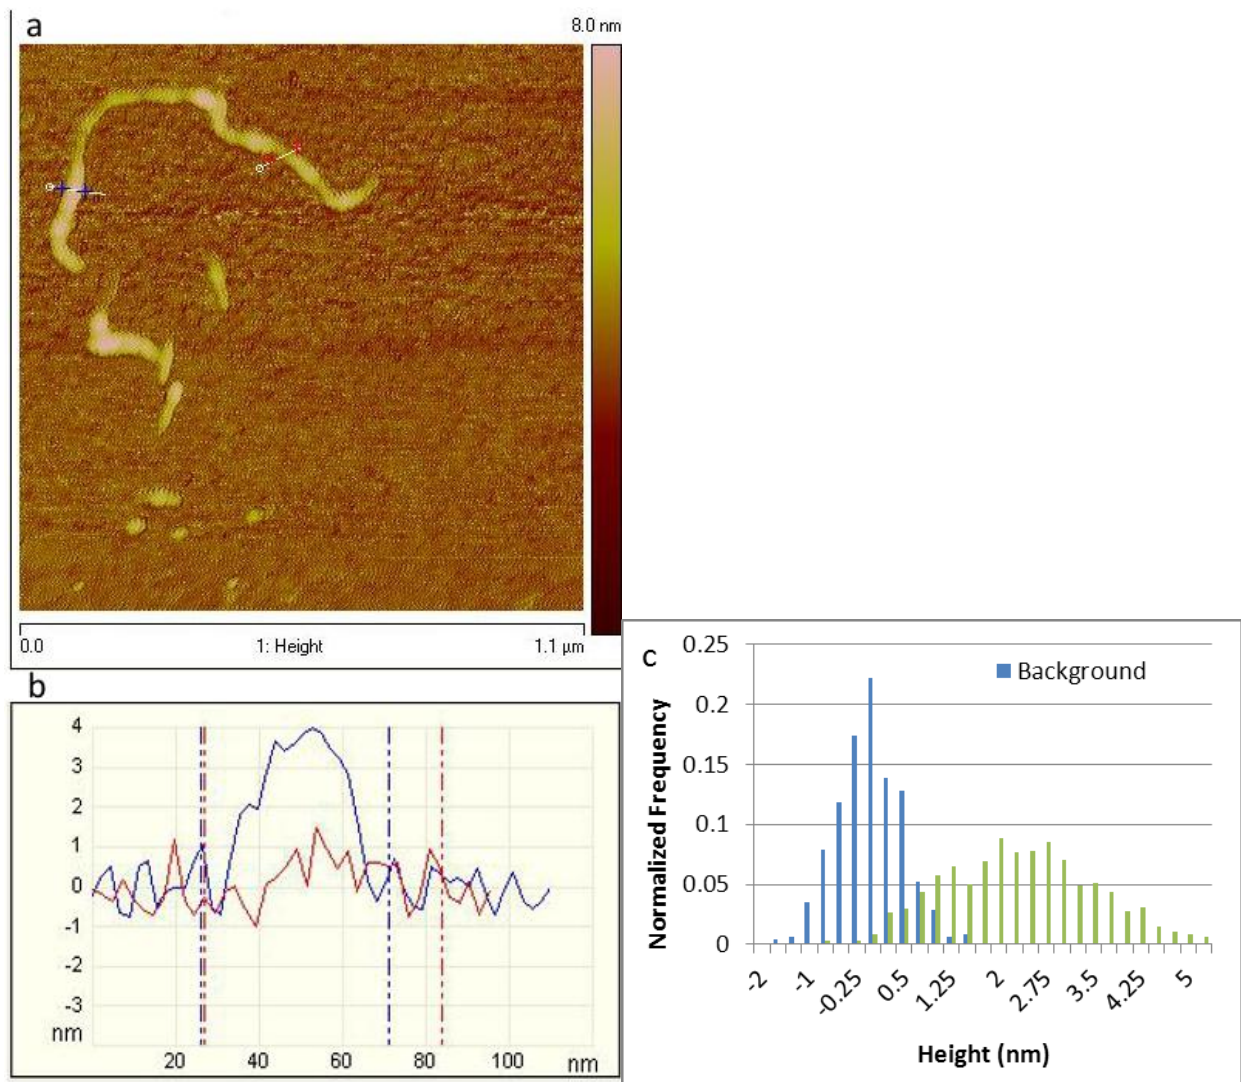 a
8.0 nm
0.0 1: Height 1.1 µm
b
4
3
2
1
0
-1
-2
-3
nm
20 40 60 80 100 nm
c
Background
0.25
0.2
0.15
0.1
0.05
0
Normalized Frequency
-2 -1 -0.25 0.5 1.25 2 2.75 3.5 4.25 5
Height (nm)